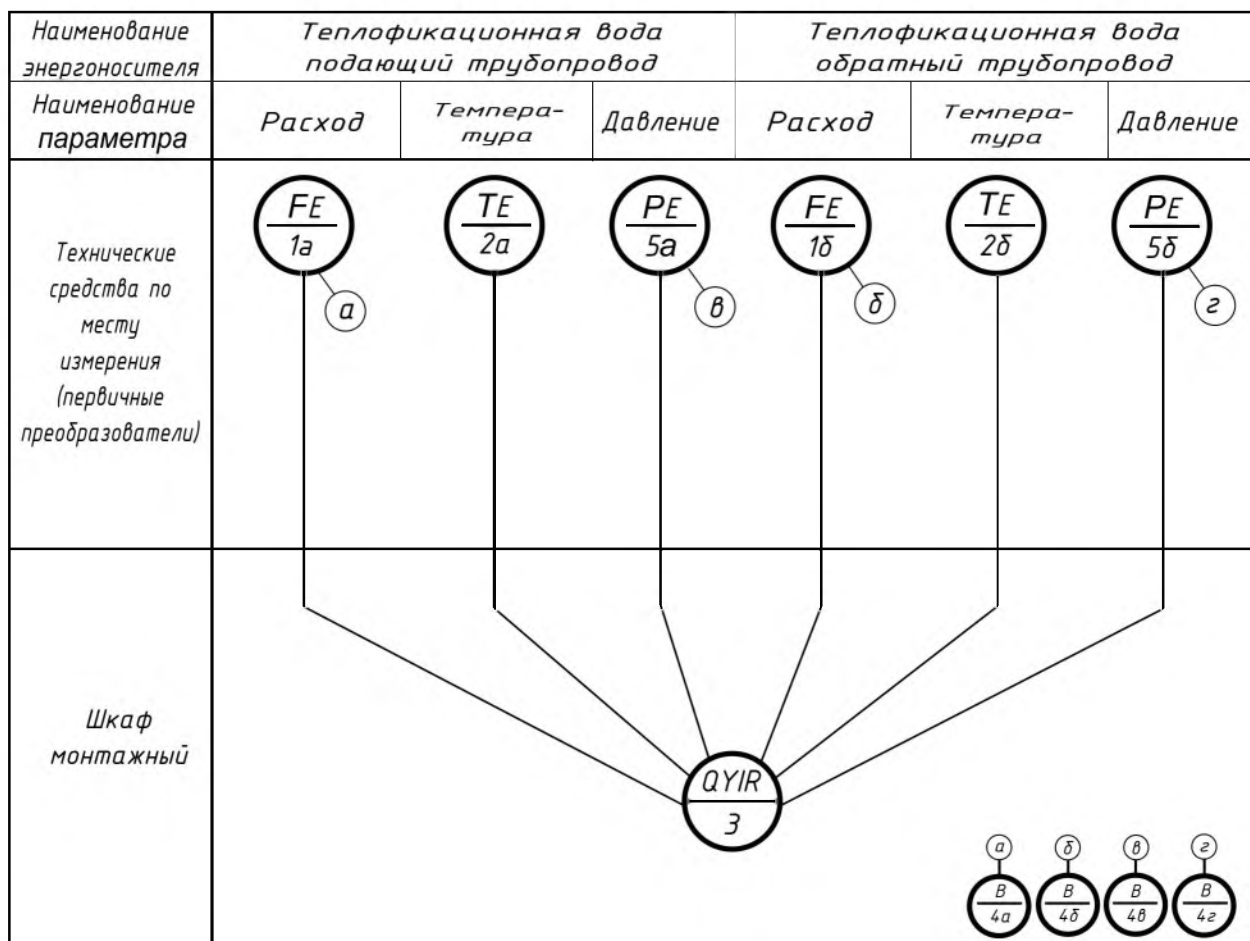 Наименование
энергоносителя
Теплофикационная вода
подающий трубопровод
Теплофикационная вода
обратный трубопровод
Наименование
параметра
Расход
Темпера-
тура
Давление
Расход
Темпера-
тура
Давление
Технические
средства по
месту
измерения
(первичные
преобразователи)
FE
1а
а
TE
2а
PE
5а
в
FE
1б
б
TE
2б
PE
5б
г
Шкаф
монтажный
QYIR
3
а
б
в
г
B
4а
B
4б
B
4в
B
4г